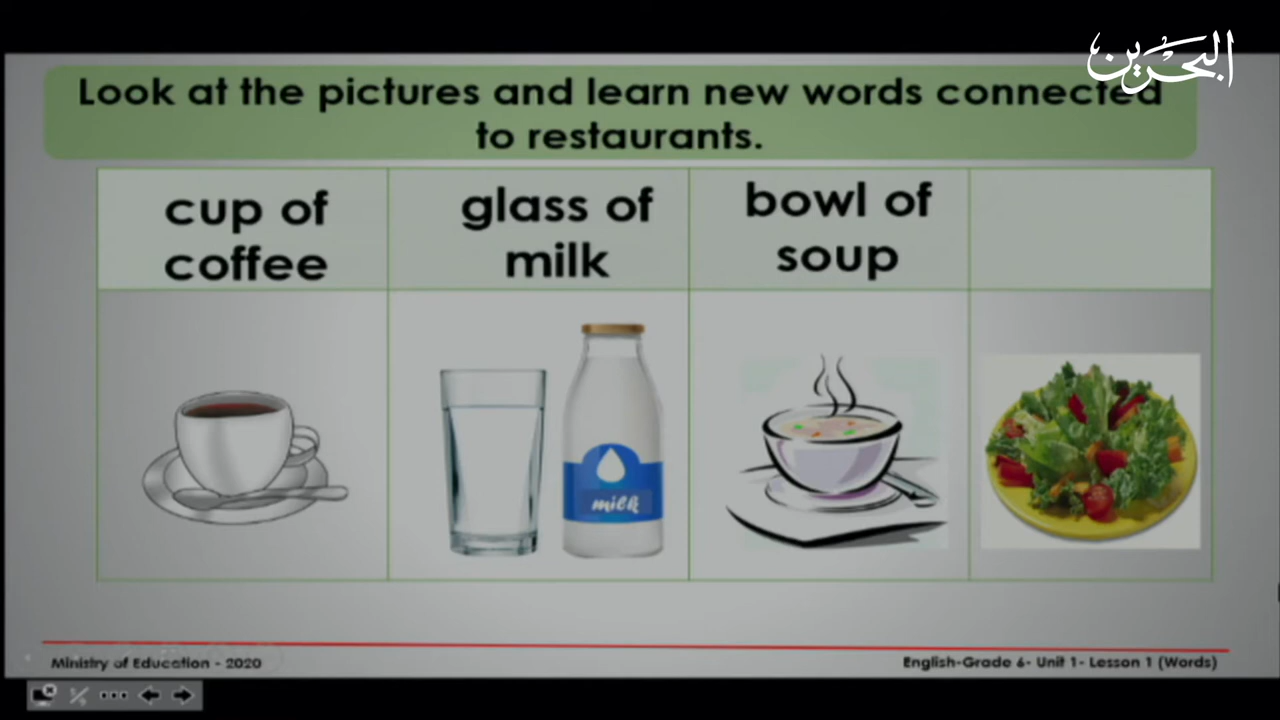 البحرين
Look at the pictures and learn new words connected
to restaurants.
cup of
coffee
glass of
milk
bowl of
soup
milk
Ministry of Education - 2020
English-Grade 6- Unit 1- Lesson 1 (Words)